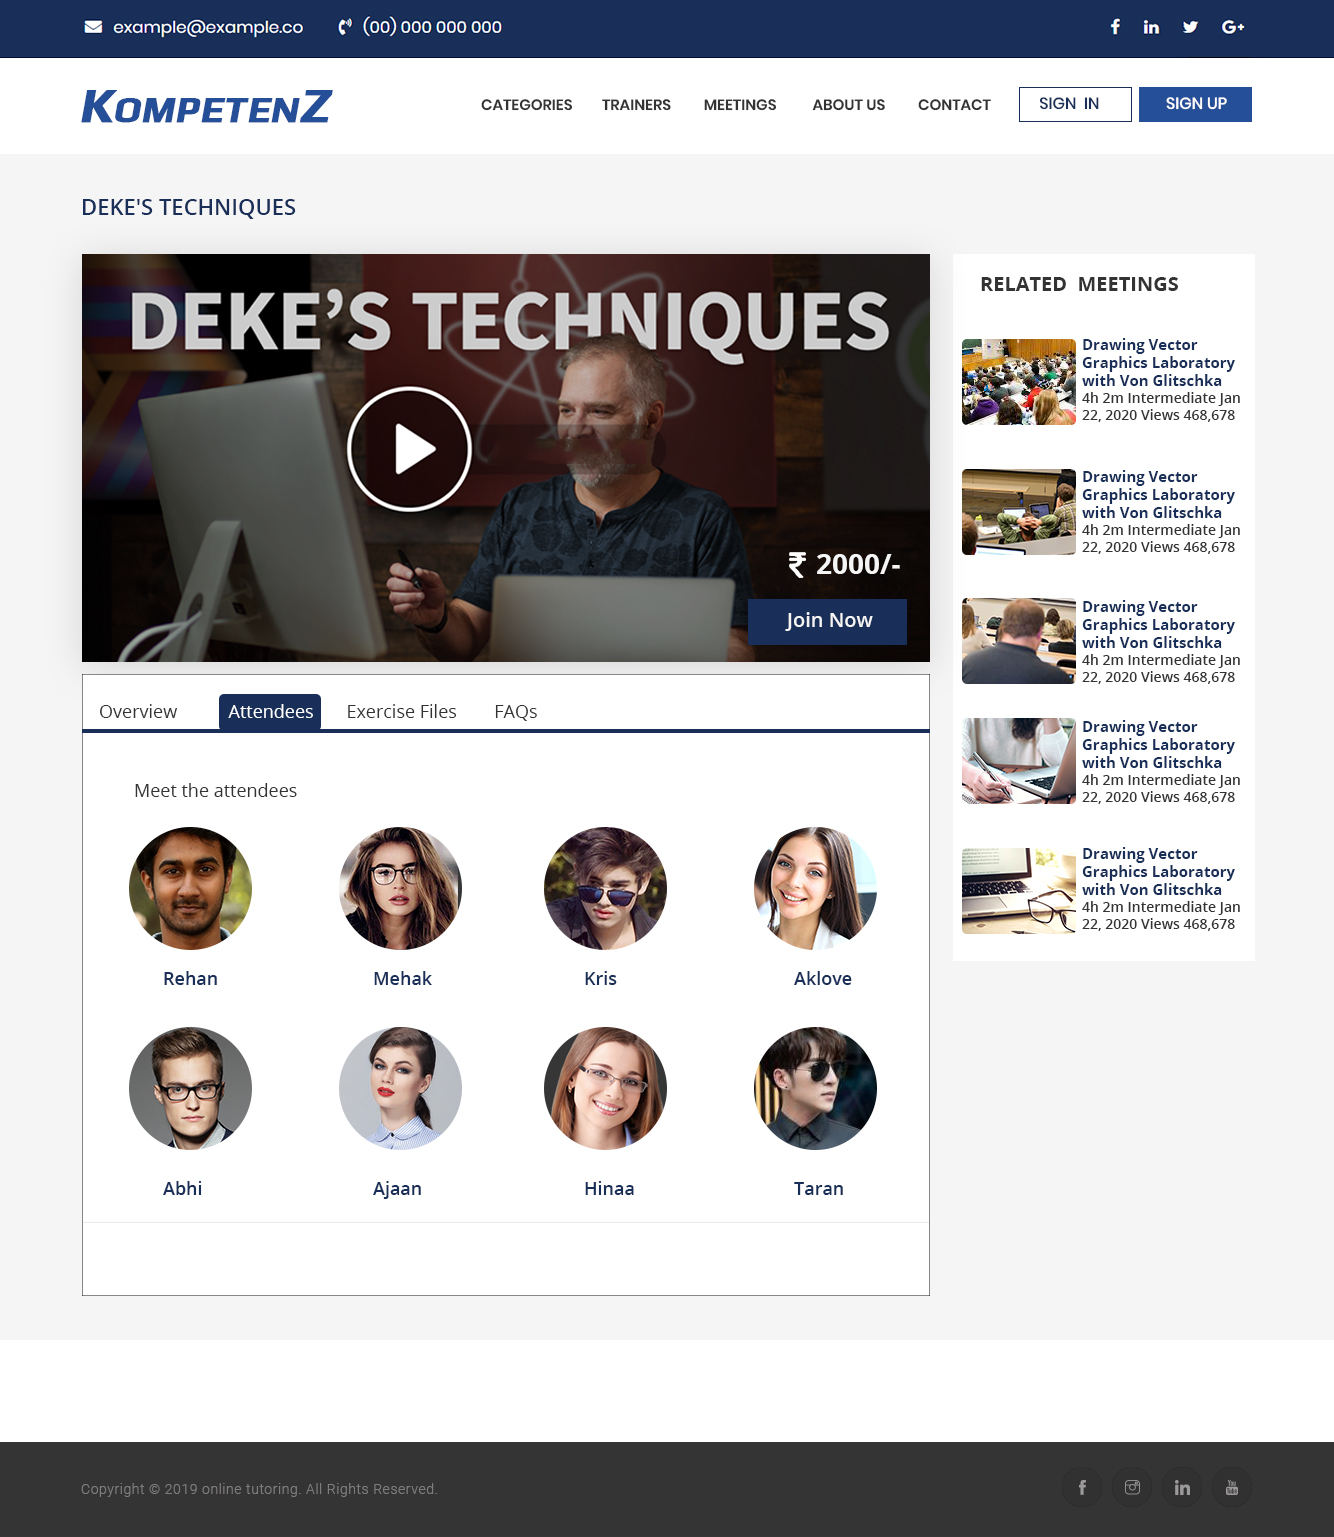 example@example.co
(00) 000 000 000
KOMPETENZ
CATEGORIES
TRAINERS
MEETINGS
ABOUT US
CONTACT
SIGN IN
SIGN UP
DEKE'S TECHNIQUES
DEKE'S TECHNIQUES
₹ 2000/-
Join Now
Overview
Attendees
Exercise Files
FAQs
Meet the attendees
Rehan
Mehak
Kris
Aklove
Abhi
Ajaan
Hinaa
Taran
RELATED MEETINGS
Drawing Vector
Graphics Laboratory
with Von Glitschka
4h 2m Intermediate Jan
22, 2020 Views 468,678
Drawing Vector
Graphics Laboratory
with Von Glitschka
4h 2m Intermediate Jan
22, 2020 Views 468,678
Drawing Vector
Graphics Laboratory
with Von Glitschka
4h 2m Intermediate Jan
22, 2020 Views 468,678
Drawing Vector
Graphics Laboratory
with Von Glitschka
4h 2m Intermediate Jan
22, 2020 Views 468,678
Drawing Vector
Graphics Laboratory
with Von Glitschka
4h 2m Intermediate Jan
22, 2020 Views 468,678
Copyright © 2019 online tutoring. All Rights Reserved.